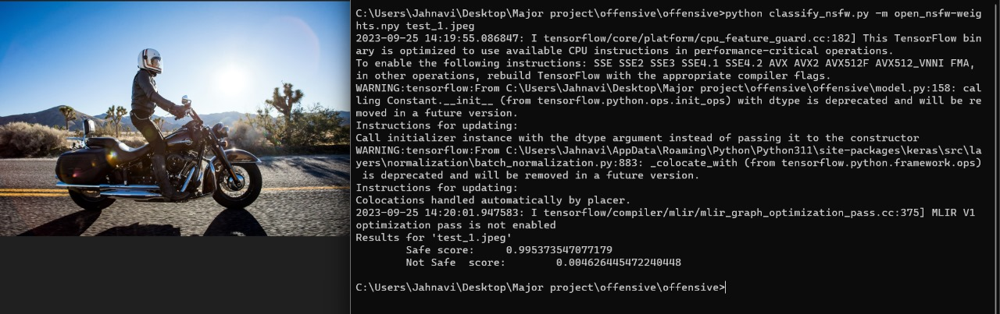 C:\Users\Jahnavi\Desktop\Major project\offensive\offensive>python classify_nsfw.py -m open_nsfw-weig
hts.npy test_1.jpeg
2023-09-25 14:19:55.086847: I tensorflow/core/platform/cpu_feature_guard.cc:182] This TensorFlow bin
ary is optimized to use available CPU instructions in performance-critical operations.
To enable the following instructions: SSE SSE2 SSE3 SSE4.1 SSE4.2 AVX AVX2 AVX512F AVX512_VNNI FMA,
in other operations, rebuild TensorFlow with the appropriate compiler flags.
WARNING:tensorflow:From C:\Users\Jahnavi\Desktop\Major project\offensive\offensive\model.py:158: cal
ling Constant.__init__ (from tensorflow.python.ops.init_ops) with dtype is deprecated and will be re
moved in a future version.
Instructions for updating:
Call initializer instance with the dtype argument instead of passing it to the constructor
WARNING:tensorflow:From C:\Users\Jahnavi\AppData\Roaming\Python\Python311\site-packages\keras\src\la
yers\normalization\batch_normalization.py:883: _colocate_with (from tensorflow.python.framework.ops)
 is deprecated and will be removed in a future version.
Instructions for updating:
Colocations handled automatically by placer.
2023-09-25 14:20:01.947583: I tensorflow/compiler/mlir/mlir_graph_optimization_pass.cc:375] MLIR V1
optimization pass is not enabled
Results for 'test_1.jpeg'
Safe score: 0.995373547077179
Not Safe score: 0.004626445472240448
C:\Users\Jahnavi\Desktop\Major project\offensive\offensive>